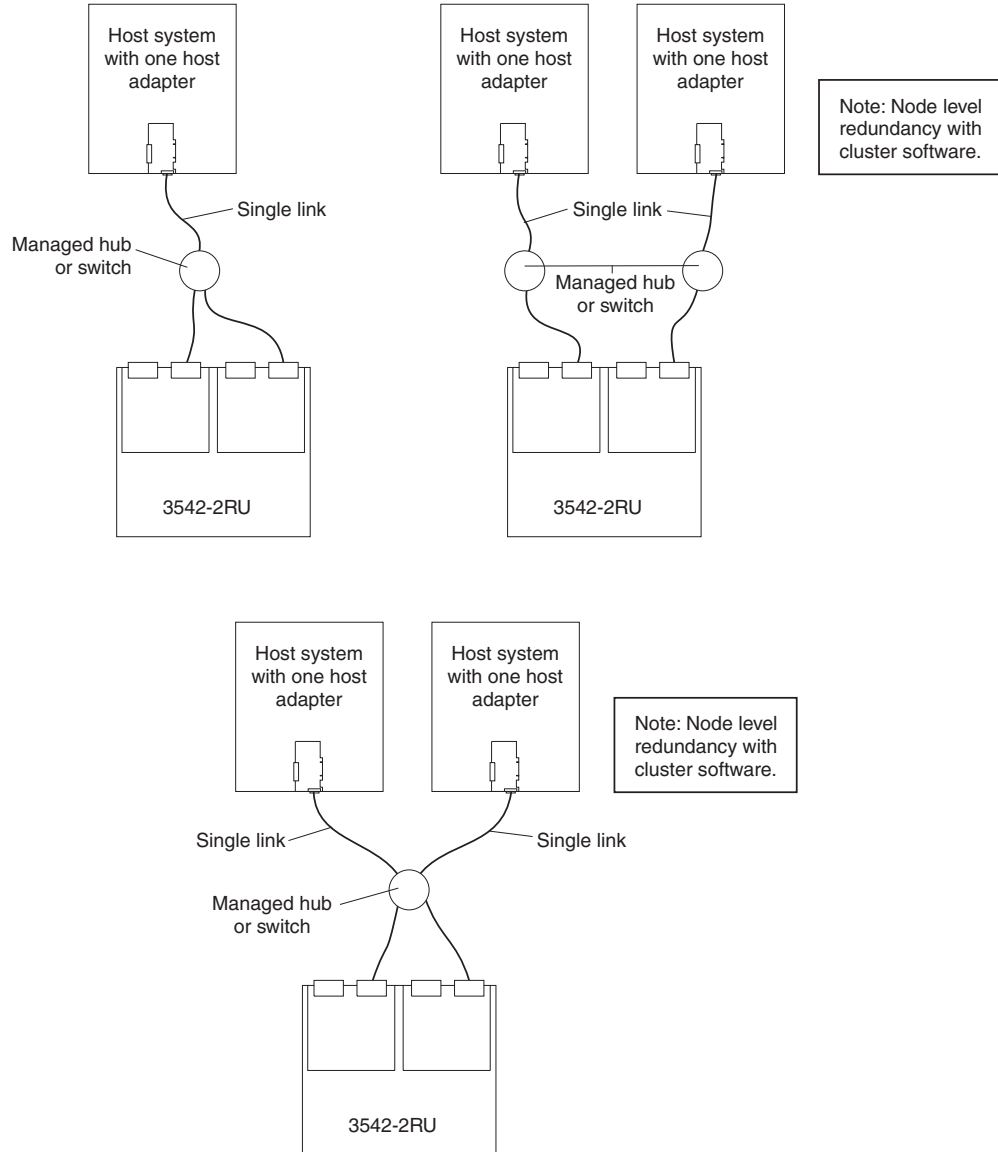 Host system
with one host
adapter
Single link
Managed hub
or switch
3542-2RU
Host system
with one host
adapter
Host system
with one host
adapter
Note: Node level
redundancy with
cluster software.
Single link
Managed hub
or switch
3542-2RU
Host system
with one host
adapter
Host system
with one host
adapter
Note: Node level
redundancy with
cluster software.
Single link
Single link
Managed hub
or switch
3542-2RU